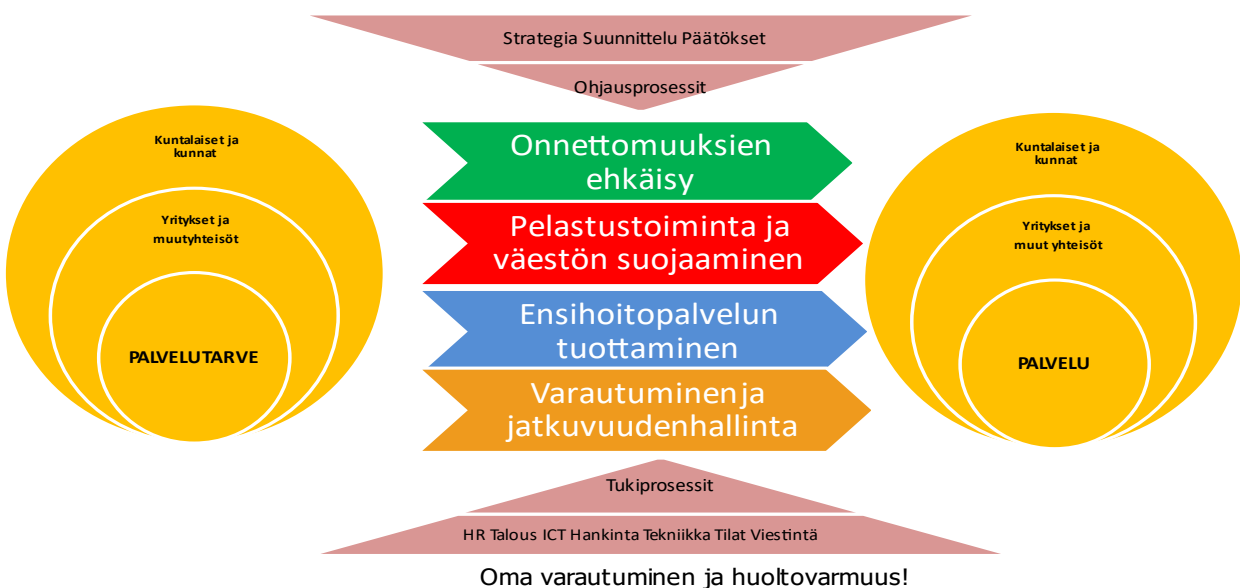 Strategia Suunnittelu Päätökset
Ohjausprosessit
Kuntalaiset ja
kunnat
Yritykset ja
muutyhteisöt
PALVELUTARVE
Onnettomuuksien
ehkäisy
Pelastustoiminta ja
väestön suojaaminen
Ensihoitopalvelun
tuottaminen
Varautuminen ja
jatkuvuudenhallinta
Kuntalaiset ja
kunnat
Yritykset ja
muut yhteisöt
PALVELU
Tukiprosessit
HR Talous ICT Hankinta Tekniikka Tilat Viestintä
Oma varautuminen ja huoltovarmuus!